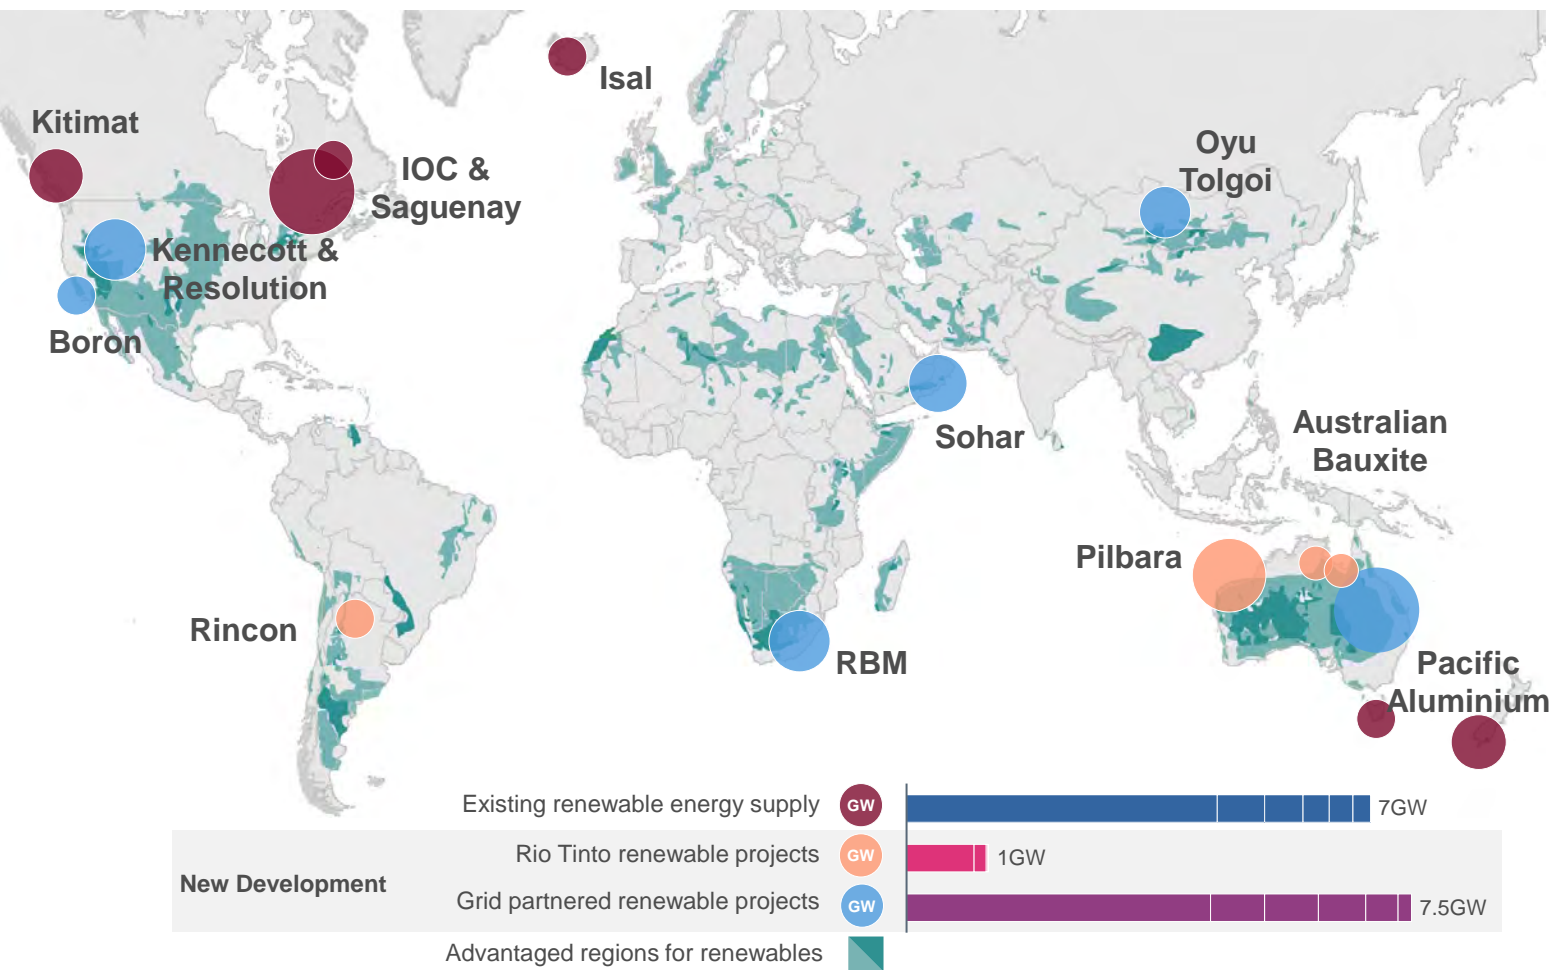 Isal
Kitimat
IOC &
Saguenay
Oyu
Tolgoi
Kennecott &
Resolution
Boron
Sohar
Australian
Bauxite
Pilbara
Rincon
RBM
Pacific
Aluminium
Existing renewable energy supply GW 7GW
New Development
Rio Tinto renewable projects GW 1GW
Grid partnered renewable projects GW 7.5GW
Advantaged regions for renewables